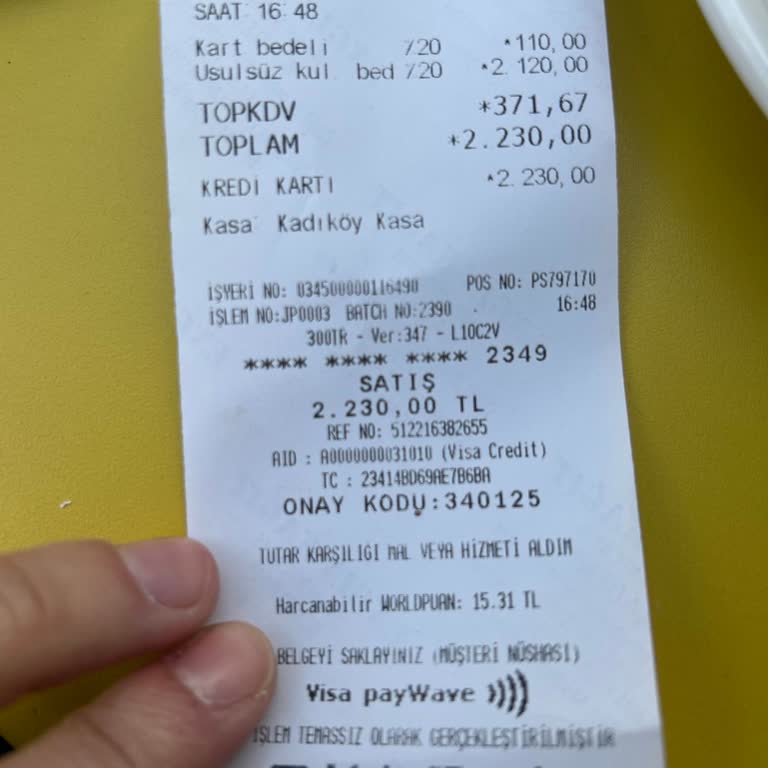 SAAT 16:48
Kart bedeli %20 *110,00
Usulsüz kul. bed %20 *2.120,00
TOPKDV *371,67
TOPLAM *2.230,00
KREDI KARTI *2.230,00
Kasa Kadıköy Kasa
İŞYERİ NO: 034500000116490 POS NO: PS797170
İŞLEM NO:JP0003 BATCH NO:2390 16:48
300TR - Ver:347 - L10C2V
**** **** **** 2349
SATIŞ
2.230,00 TL
REF NO: 512216382655
AID : A0000000031010 (Visa Credit)
TC : 23414BD69AE7B6BA
ONAY KODU:340125
TUTAR KARŞILIĞI MAL VEYA HİZMETİ ALDIM
Harcanabilir WORLDPUAN: 15.31 TL
BELGEYİ SAKLAYINIZ (MÜŞTERİ NÜSHASI)
Visa payWave
İŞLEM TEMASSIZ OLARAK GERÇEKLEŞTİRİLMİŞTİR